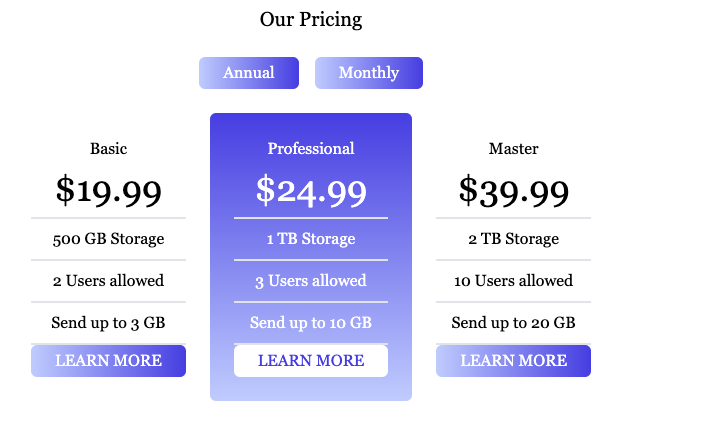 Our Pricing
Annual
Monthly
Basic
$19.99
500 GB Storage
2 Users allowed
Send up to 3 GB
LEARN MORE
Professional
$24.99
1 TB Storage
3 Users allowed
Send up to 10 GB
LEARN MORE
Master
$39.99
2 TB Storage
10 Users allowed
Send up to 20 GB
LEARN MORE